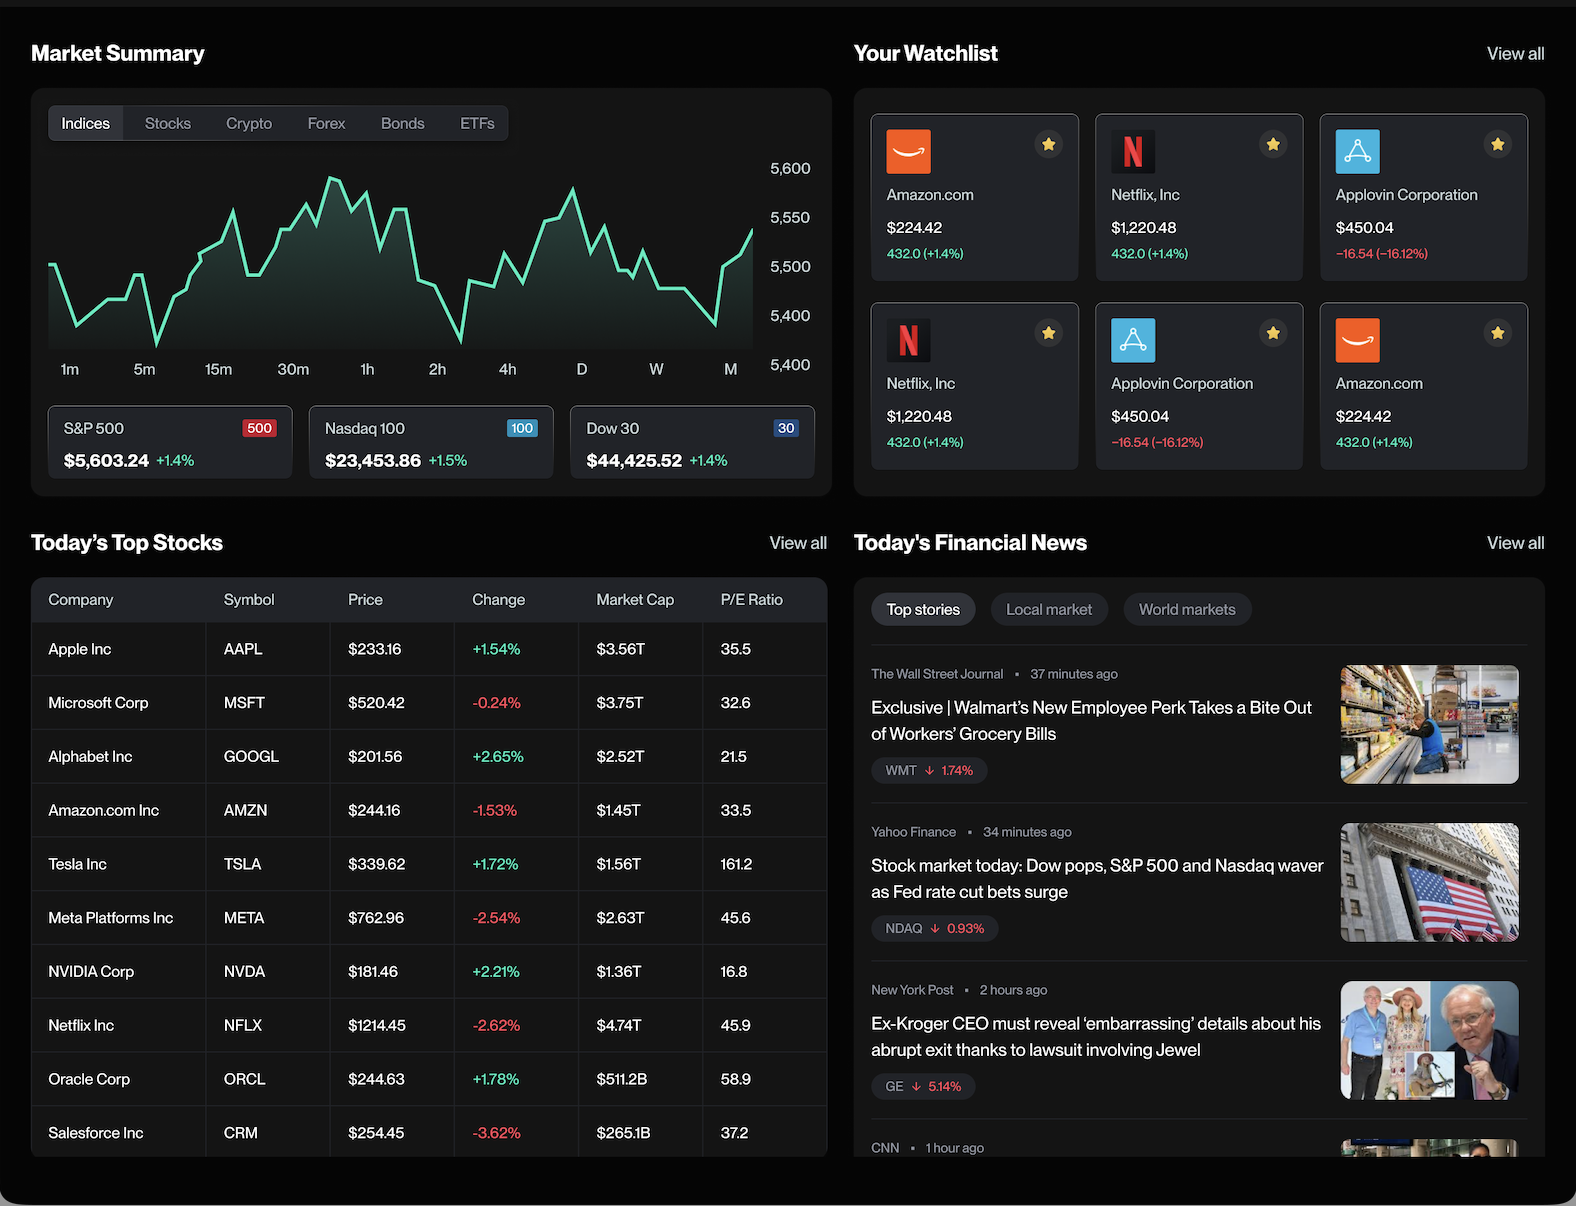 Market Summary
Indices Stocks Crypto Forex Bonds ETFs
5,600
5,550
5,500
5,400
5,400
1m 5m 15m 30m 1h 2h 4h D W M
S&P 500 500
$5,603.24 +1.4%
Nasdaq 100 100
$23,453.86 +1.5%
Dow 30 30
$44,425.52 +1.4%
Your Watchlist View all
Amazon.com
$224.42
432.0 (+1.4%)
N
Netflix, Inc
$1,220.48
432.0 (+1.4%)
Applovin Corporation
$450.04
−16.54 (−16.12%)
N
Netflix, Inc
$1,220.48
432.0 (+1.4%)
Applovin Corporation
$450.04
−16.54 (−16.12%)
Amazon.com
$224.42
432.0 (+1.4%)
Today’s Top Stocks View all
Company Symbol Price Change Market Cap P/E Ratio
Apple Inc AAPL $233.16 +1.54% $3.56T 35.5
Microsoft Corp MSFT $520.42 -0.24% $3.75T 32.6
Alphabet Inc GOOGL $201.56 +2.65% $2.52T 21.5
Amazon.com Inc AMZN $244.16 -1.53% $1.45T 33.5
Tesla Inc TSLA $339.62 +1.72% $1.56T 161.2
Meta Platforms Inc META $762.96 -2.54% $2.63T 45.6
NVIDIA Corp NVDA $181.46 +2.21% $1.36T 16.8
Netflix Inc NFLX $1214.45 -2.62% $4.74T 45.9
Oracle Corp ORCL $244.63 +1.78% $511.2B 58.9
Salesforce Inc CRM $254.45 -3.62% $265.1B 37.2
Today's Financial News View all
Top stories Local market World markets
The Wall Street Journal • 37 minutes ago
Exclusive | Walmart’s New Employee Perk Takes a Bite Out
of Workers’ Grocery Bills
WMT ↓ 1.74%
Yahoo Finance • 34 minutes ago
Stock market today: Dow pops, S&P 500 and Nasdaq waver
as Fed rate cut bets surge
NDAQ ↓ 0.93%
New York Post • 2 hours ago
Ex-Kroger CEO must reveal ‘embarrassing’ details about his
abrupt exit thanks to lawsuit involving Jewel
GE ↓ 5.14%
CNN • 1 hour ago